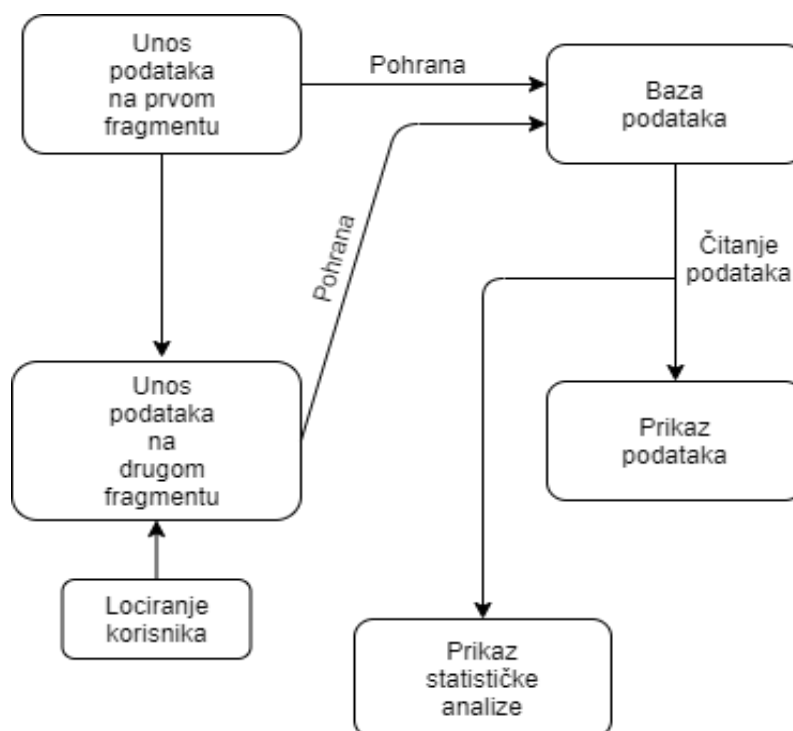 Unos
podataka
na prvom
fragmentu
Pohrana
Baza
podataka
Pohrana
Čitanje
podataka
Unos
podataka
na
drugom
fragmentu
Prikaz
podataka
Lociranje
korisnika
Prikaz
statističke
analize